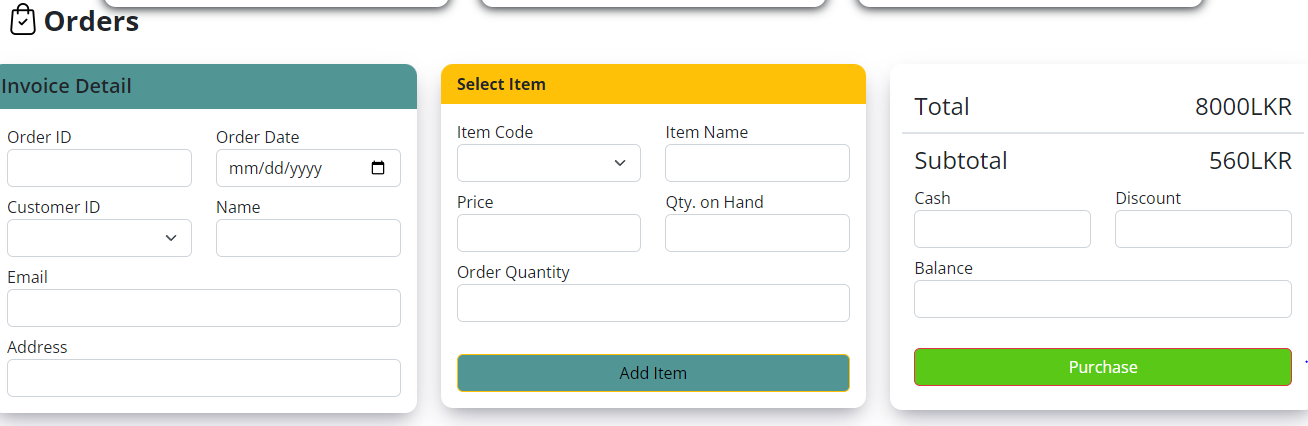 Orders
Invoice Detail
Order ID
Order Date
mm/dd/yyyy
Customer ID
Name
Email
Address
Select Item
Item Code
Item Name
Price
Qty. on Hand
Order Quantity
Add Item
Total 8000LKR
Subtotal 560LKR
Cash
Discount
Balance
Purchase